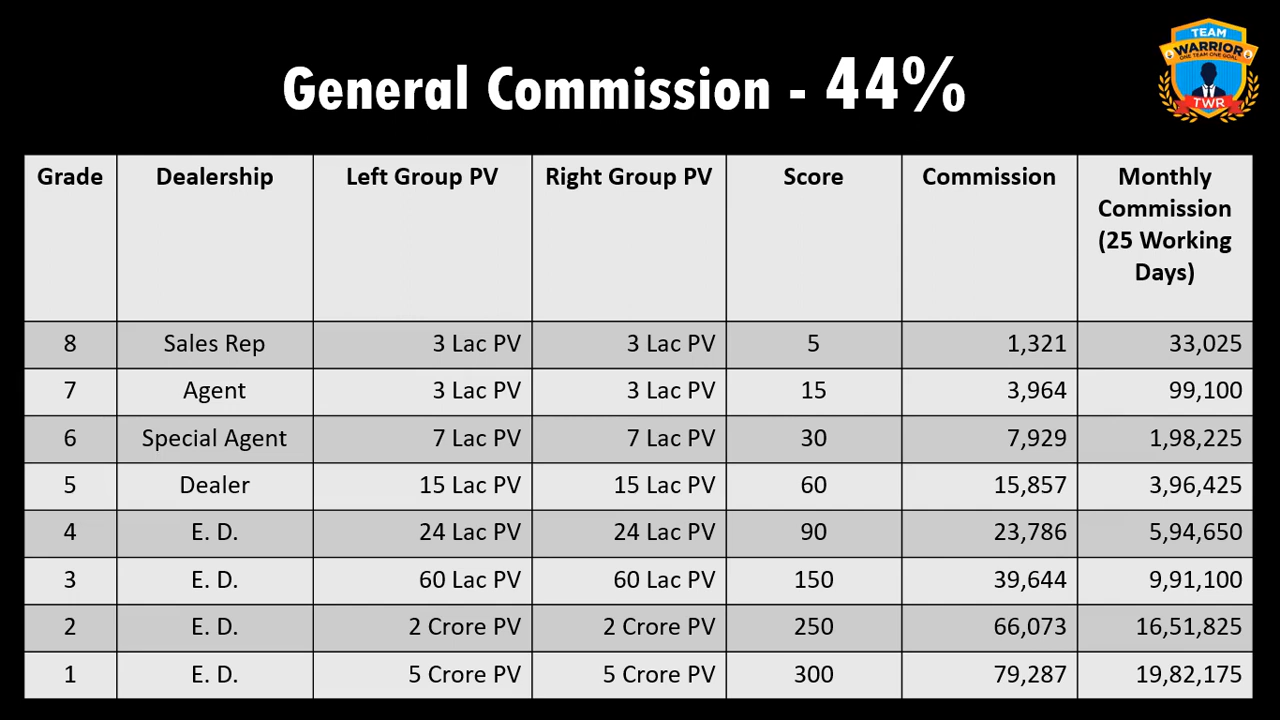 General Commission - 44%
TEAM
WARRIOR
ONE TEAM ONE GOAL
TWR
Grade Dealership Left Group PV Right Group PV Score Commission Monthly
Commission
(25 Working
Days)
8 Sales Rep 3 Lac PV 3 Lac PV 5 1,321 33,025
7 Agent 3 Lac PV 3 Lac PV 15 3,964 99,100
6 Special Agent 7 Lac PV 7 Lac PV 30 7,929 1,98,225
5 Dealer 15 Lac PV 15 Lac PV 60 15,857 3,96,425
4 E. D. 24 Lac PV 24 Lac PV 90 23,786 5,94,650
3 E. D. 60 Lac PV 60 Lac PV 150 39,644 9,91,100
2 E. D. 2 Crore PV 2 Crore PV 250 66,073 16,51,825
1 E. D. 5 Crore PV 5 Crore PV 300 79,287 19,82,175